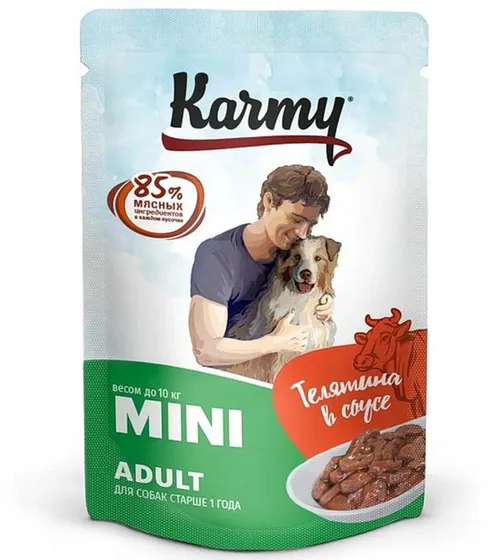 Karmy®
85%
мясных
ингредиентов
в каждом кусочке
весом до 10 кг
MINI
ADULT
ДЛЯ СОБАК СТАРШЕ 1 ГОДА
Телятина
в соусе